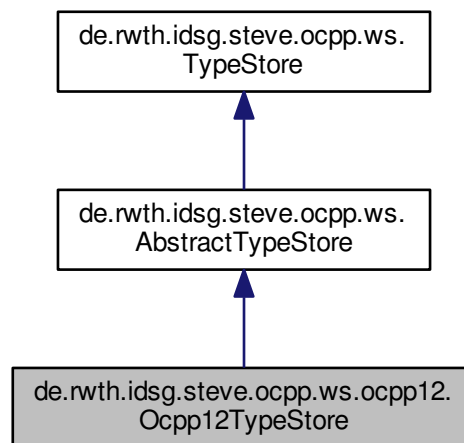 de.rwth.idsg.steve.ocpp.ws.
TypeStore
de.rwth.idsg.steve.ocpp.ws.
AbstractTypeStore
de.rwth.idsg.steve.ocpp.ws.ocpp12.
Ocpp12TypeStore